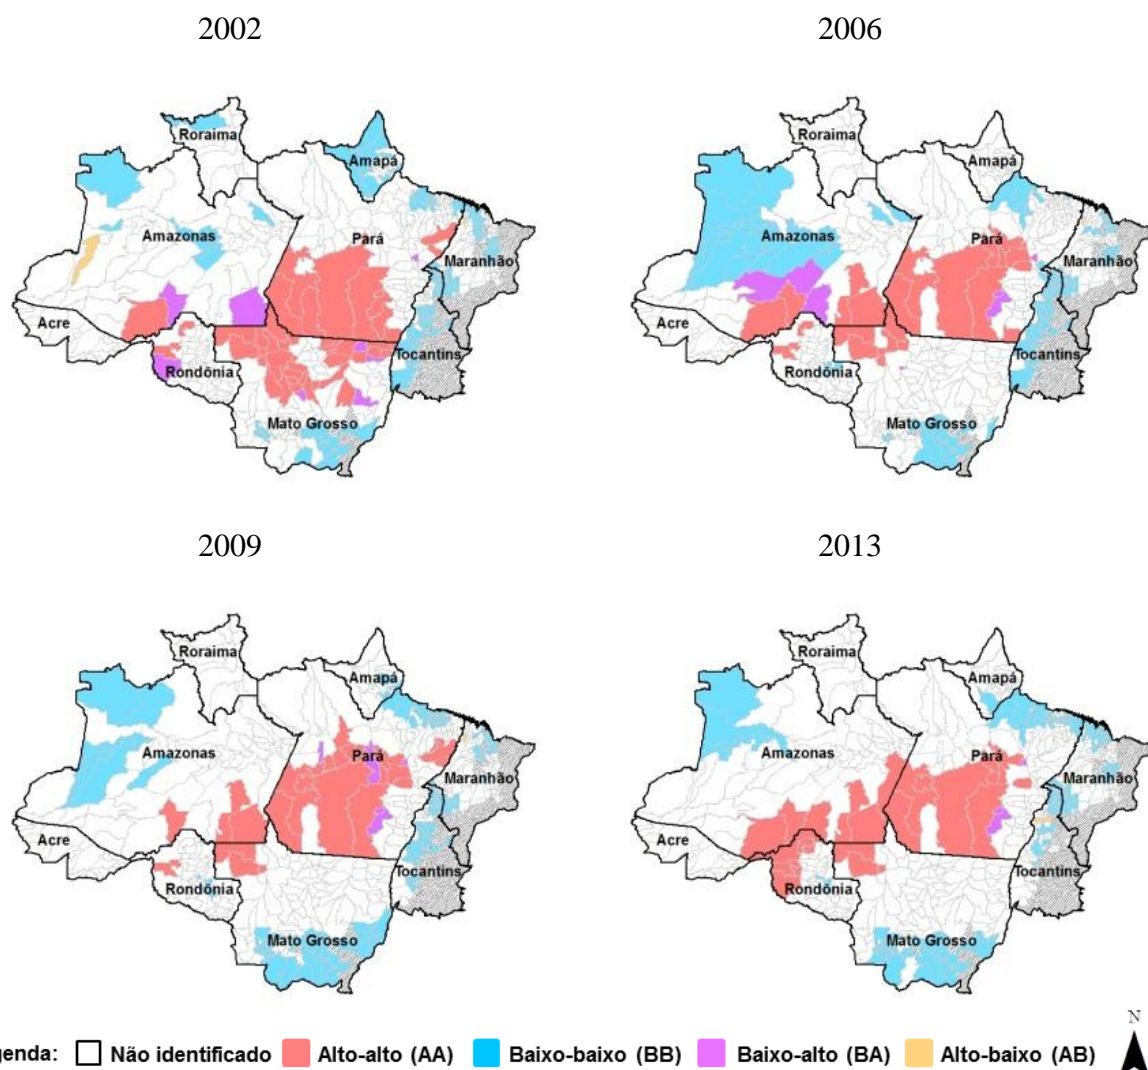 2002
2006
Roraima
Amapá
Amazonas
Pará
Maranhão
Acre
Tocantins
Rondônia
Mato Grosso
Roraima
Amapá
Amazonas
Pará
Maranhão
Acre
Tocantins
Rondônia
Mato Grosso
2009
2013
Roraima
Amapá
Amazonas
Pará
Maranhão
Acre
Tocantins
Rondônia
Mato Grosso
Roraima
Amapá
Amazonas
Pará
Maranhão
Acre
Tocantins
Rondônia
Mato Grosso
N
genda: Não identificado Alto-alto (AA) Baixo-baixo (BB) Baixo-alto (BA) Alto-baixo (AB)